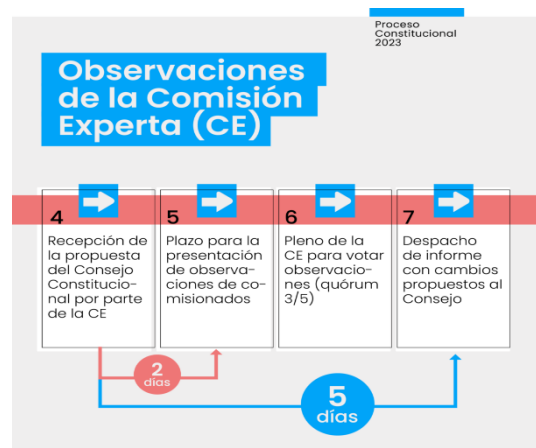 Proceso
Constitucional
2023
Observaciones
de la Comisión
Experta (CE)
4
Recepción de
la propuesta
del Consejo
Constitucio-
nal por parte
de la CE
5
Plazo para la
presentación
de observa-
ciones de co-
misionados
6
Pleno de la
CE para votar
observacio-
nes (quórum
3/5)
7
Despacho
de informe
con cambios
propuestos al
Consejo
2
días
5
días